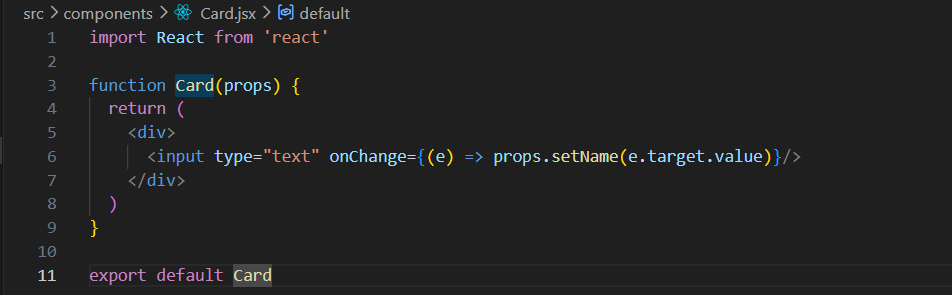 src > components > Card.jsx > default
1 import React from 'react'
2
3 function Card(props) {
4   return (
5     <div>
6       <input type="text" onChange={(e) => props.setName(e.target.value)}/>
7     </div>
8   )
9 }
10
11 export default Card